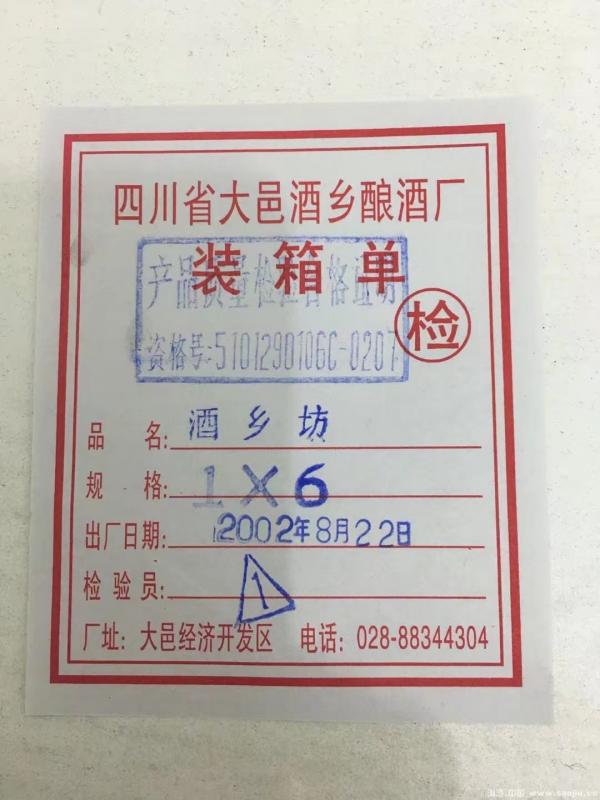 四川省大邑酒乡酿酒厂
装箱单
产品质量检验合格证明
资格号:5101290106C-0207
检
品 名: 酒乡坊
规 格: 1X6
出厂日期: 2002年8月22日
检验员: 1
厂址: 大邑经济开发区 电话: 028-88344304